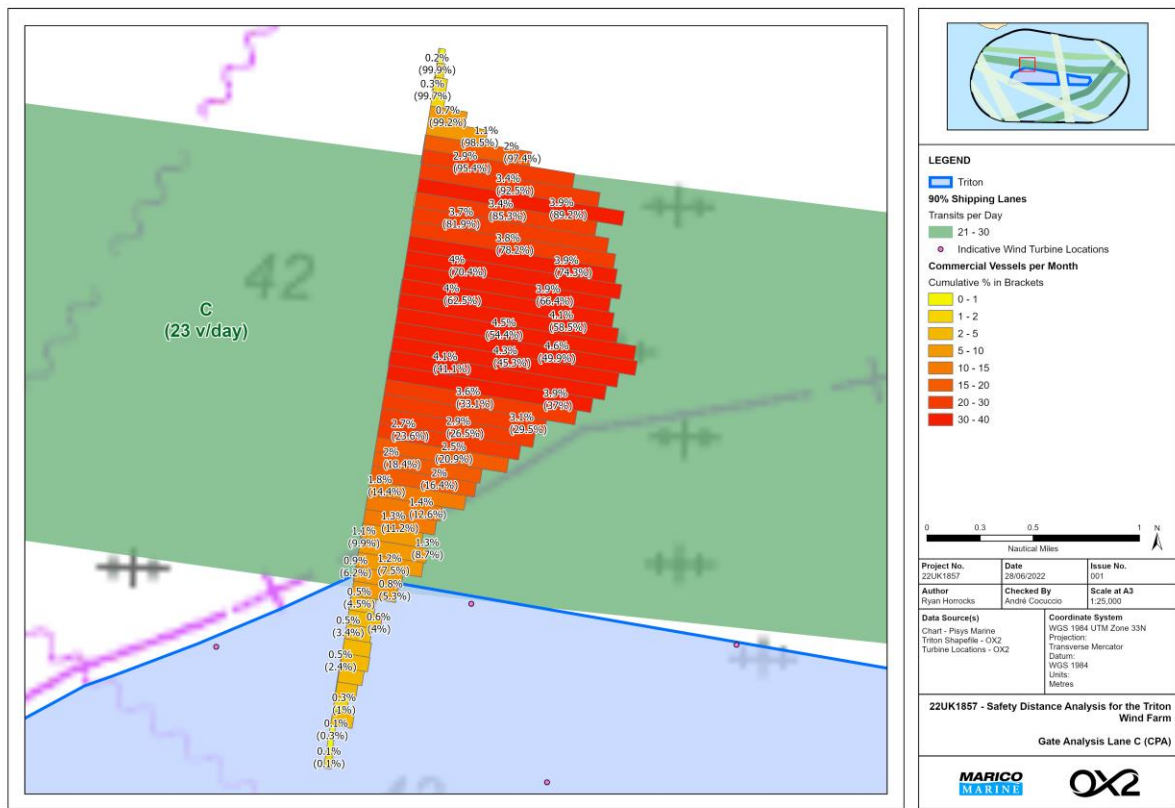 0.2%
(99.9%)
0.3%
(99.7%)
0.7%
(99.2%)
1.1%
(98.5%)
2%
(97.4%)
2.9%
(95.4%)
3.4%
(92.5%)
3.9%
(89.2%)
3.4%
(85.3%)
3.7%
(81.9%)
3.8%
(78.2%)
3.9%
(74.3%)
4%
(70.4%)
3.9%
(66.4%)
4%
(62.5%)
4.1%
(58.5%)
4.5%
(54.4%)
4.6%
(49.9%)
4.3%
(45.3%)
4.1%
(41.1%)
3.9%
(37%)
3.6%
(33.1%)
3.1%
(29.5%)
2.9%
(26.5%)
2.7%
(23.6%)
2.5%
(20.9%)
2%
(18.4%)
2%
(16.4%)
1.8%
(14.4%)
1.4%
(12.6%)
1.3%
(11.2%)
1.1%
(9.9%)
1.3%
(8.7%)
1.2%
(7.5%)
0.9%
(6.2%)
0.8%
(5.3%)
0.5%
(4.5%)
0.6%
(4%)
0.5%
(3.4%)
0.5%
(2.4%)
0.3%
(1%)
0.1%
(0.3%)
0.1%
(0.1%)
42
C
(23 v/day)
LEGEND
Triton
90% Shipping Lanes
Transits per Day
21 - 30
Indicative Wind Turbine Locations
Commercial Vessels per Month
Cumulative % in Brackets
0 - 1
1 - 2
2 - 5
5 - 10
10 - 15
15 - 20
20 - 30
30 - 40
0 0.3 0.5 1 N
Nautical Miles
Project No. Date Issue No.
22UK1857 28/06/2022 001
Author Checked By Scale at A3
Ryan Horrocks André Cocuccio 1:25,000
Data Source(s)
Chart - Pisys Marine
Triton Shapefile - OX2
Turbine Locations - OX2
Coordinate System
WGS 1984 UTM Zone 33N
Projection:
Transverse Mercator
Datum:
WGS 1984
Units:
Metres
22UK1857 - Safety Distance Analysis for the Triton
Wind Farm
Gate Analysis Lane C (CPA)
MARICO
MARINE
OX2